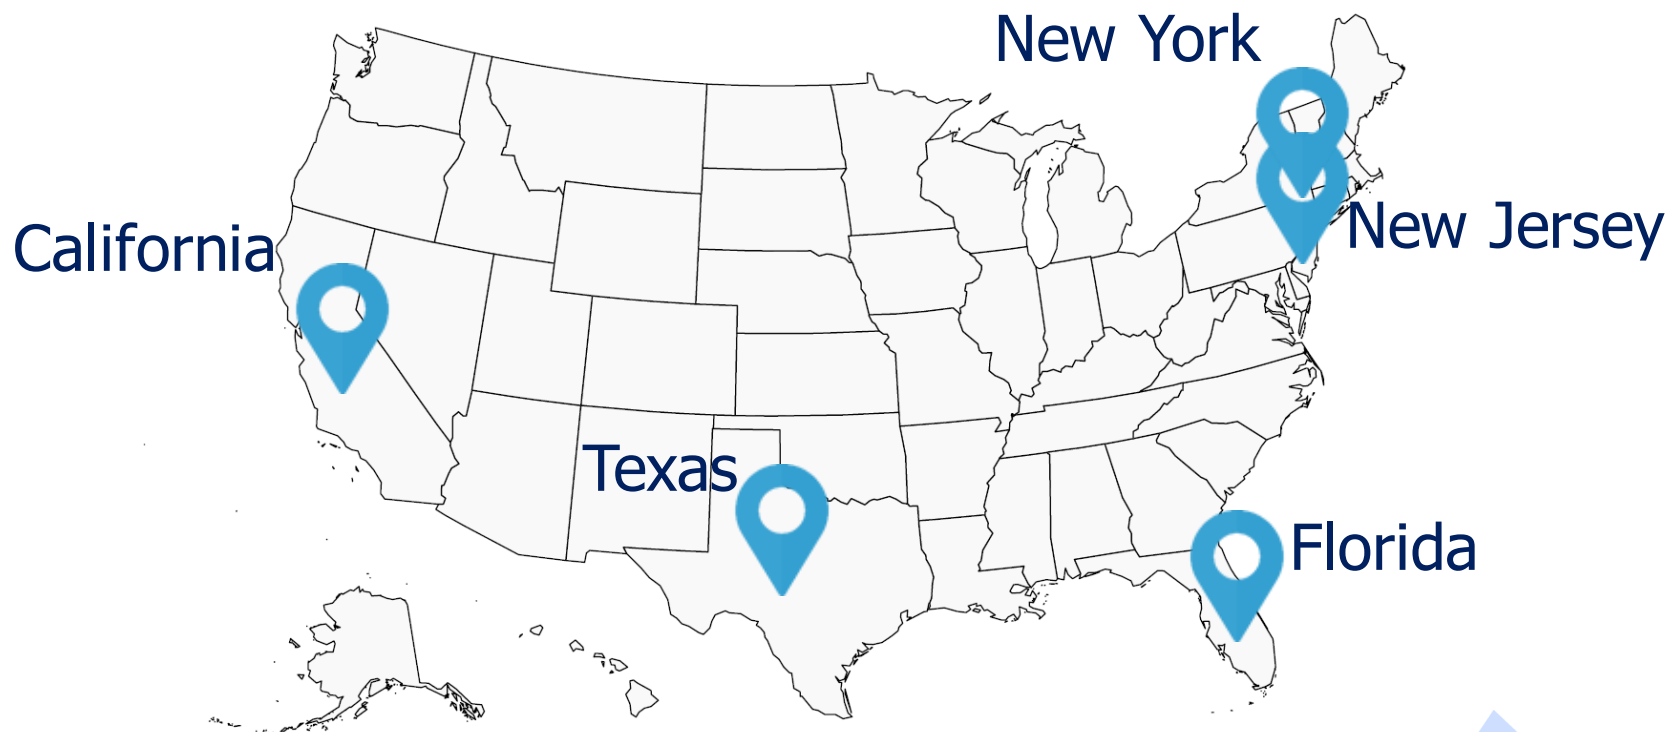 New York
New Jersey
California
Texas
Florida